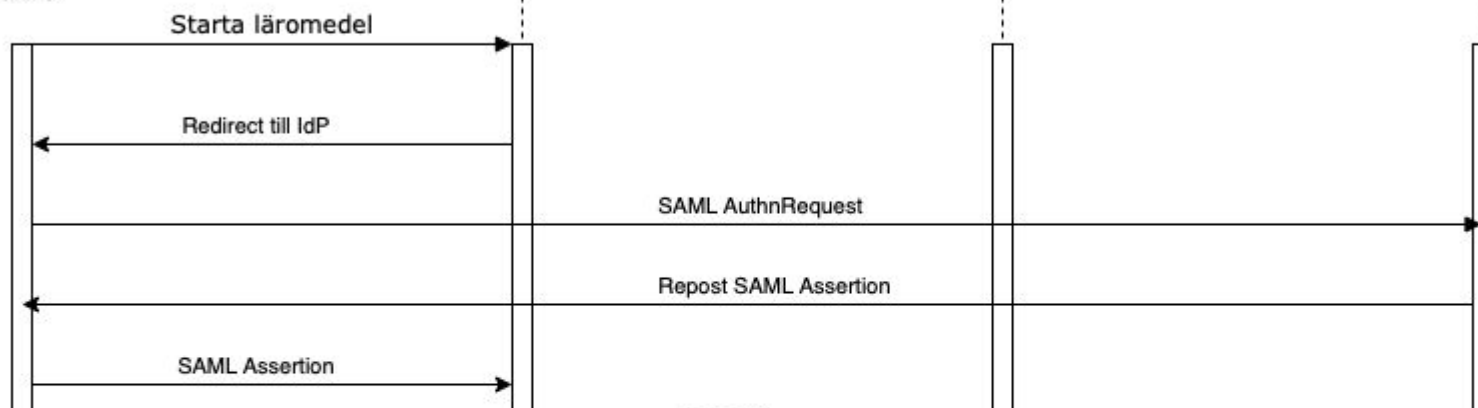 Starta läromedel
Redirect till IdP
SAML AuthnRequest
Repost SAML Assertion
SAML Assertion